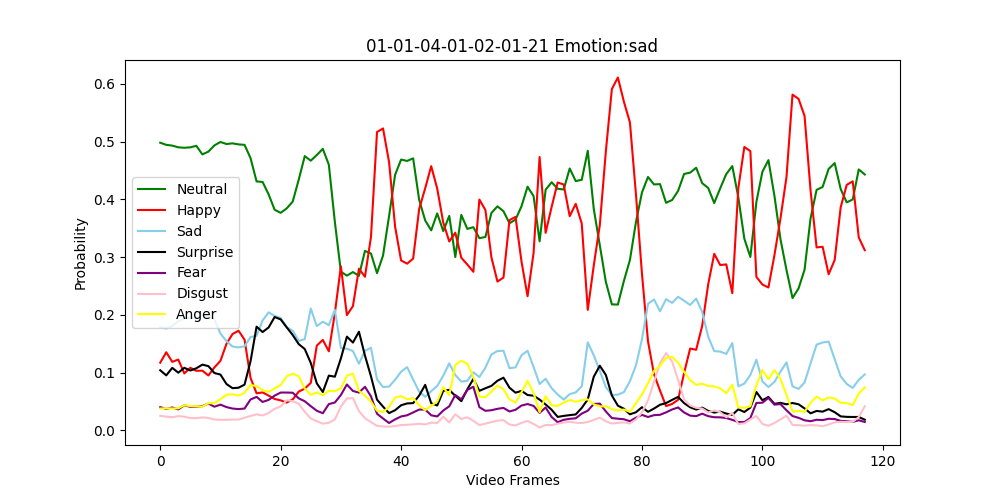 01-01-04-01-02-01-21 Emotion:sad
Probability
0.6
0.5
0.4
0.3
0.2
0.1
0.0
Neutral
Happy
Sad
Surprise
Fear
Disgust
Anger
0 20 40 60 80 100 120
Video Frames